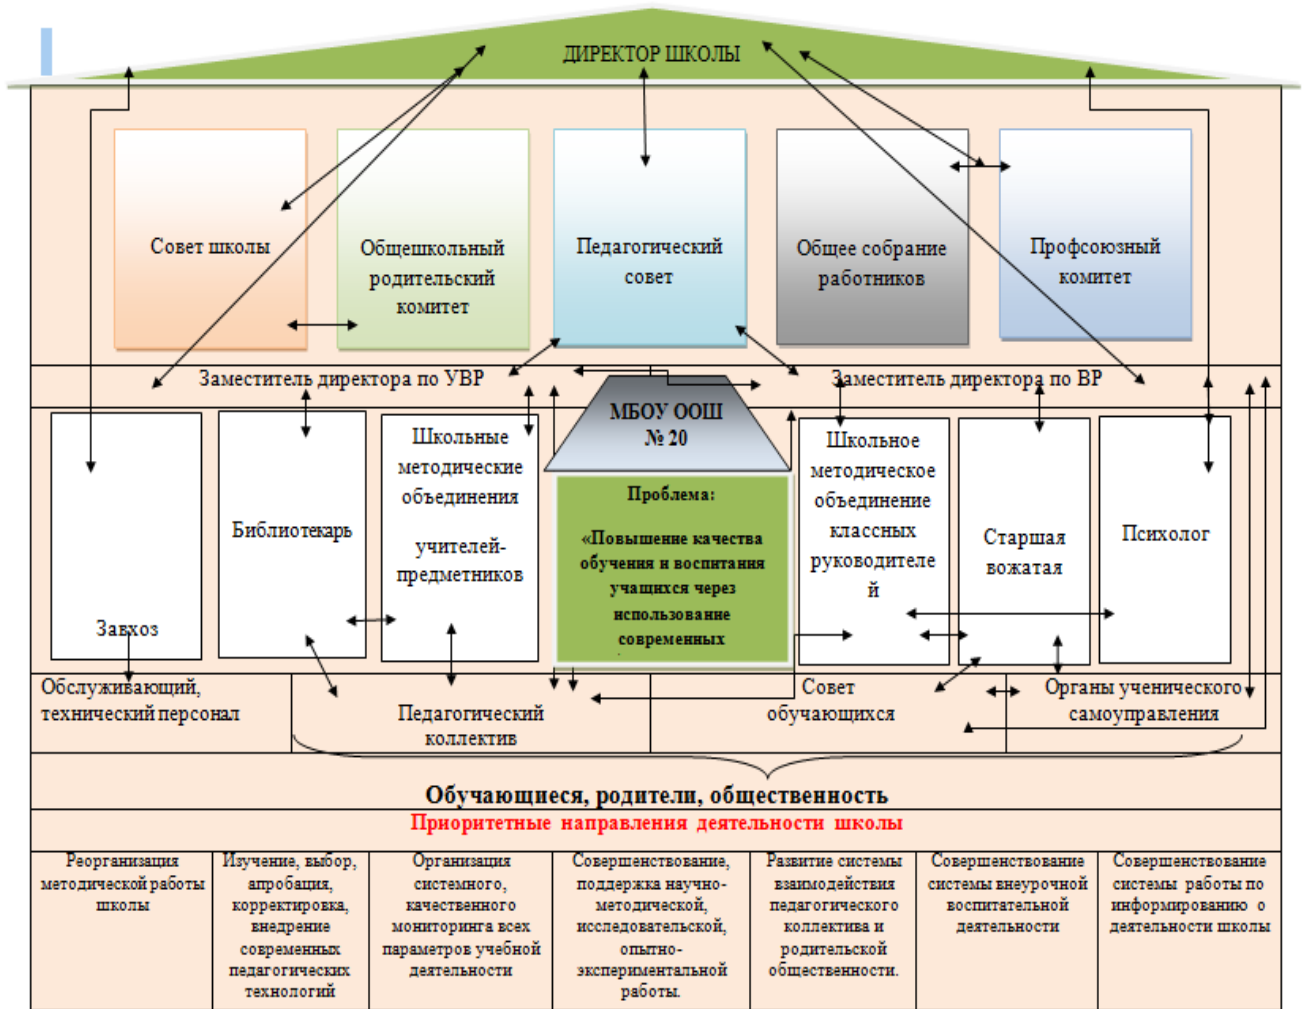 ДИРЕКТОР ШКОЛЫ
Совет школы
Общешкольный
родительский
комитет
Педагогический
совет
Общее собрание
работников
Профсоюзный
комитет
Заместитель директора по УВР
Заместитель директора по ВР
Завхоз
Библиотекарь
Школьные
методические
объединения
учителей-
предметников
МБОУ ООШ
№ 20
Проблема:
«Повышение качества
обучения и воспитания
учащихся через
использование
современных
Школьное
методическое
объединение
классных
руководителе
й
Старшая
вожатая
Психолог
Обслуживающий,
технический персонал
Педагогический
коллектив
Совет
обучающихся
Органы ученического
самоуправления
Обучающиеся, родители, общественность
Приоритетные направления деятельности школы
Реорганизация
методической работы
школы
Изучение, выбор,
апробация,
корректировка,
внедрение
современных
педагогических
технологий
Организация
системного,
качественного
мониторинга всех
параметров учебной
деятельности
Совершенствование,
поддержка научно-
методической,
исследовательской,
опытно-
экспериментальной
работы.
Развитие системы
взаимодействия
педагогического
коллектива и
родительской
общественности.
Совершенствование
системы внеурочной
воспитательной
деятельности
Совершенствование
системы работы по
информированию о
деятельности школы